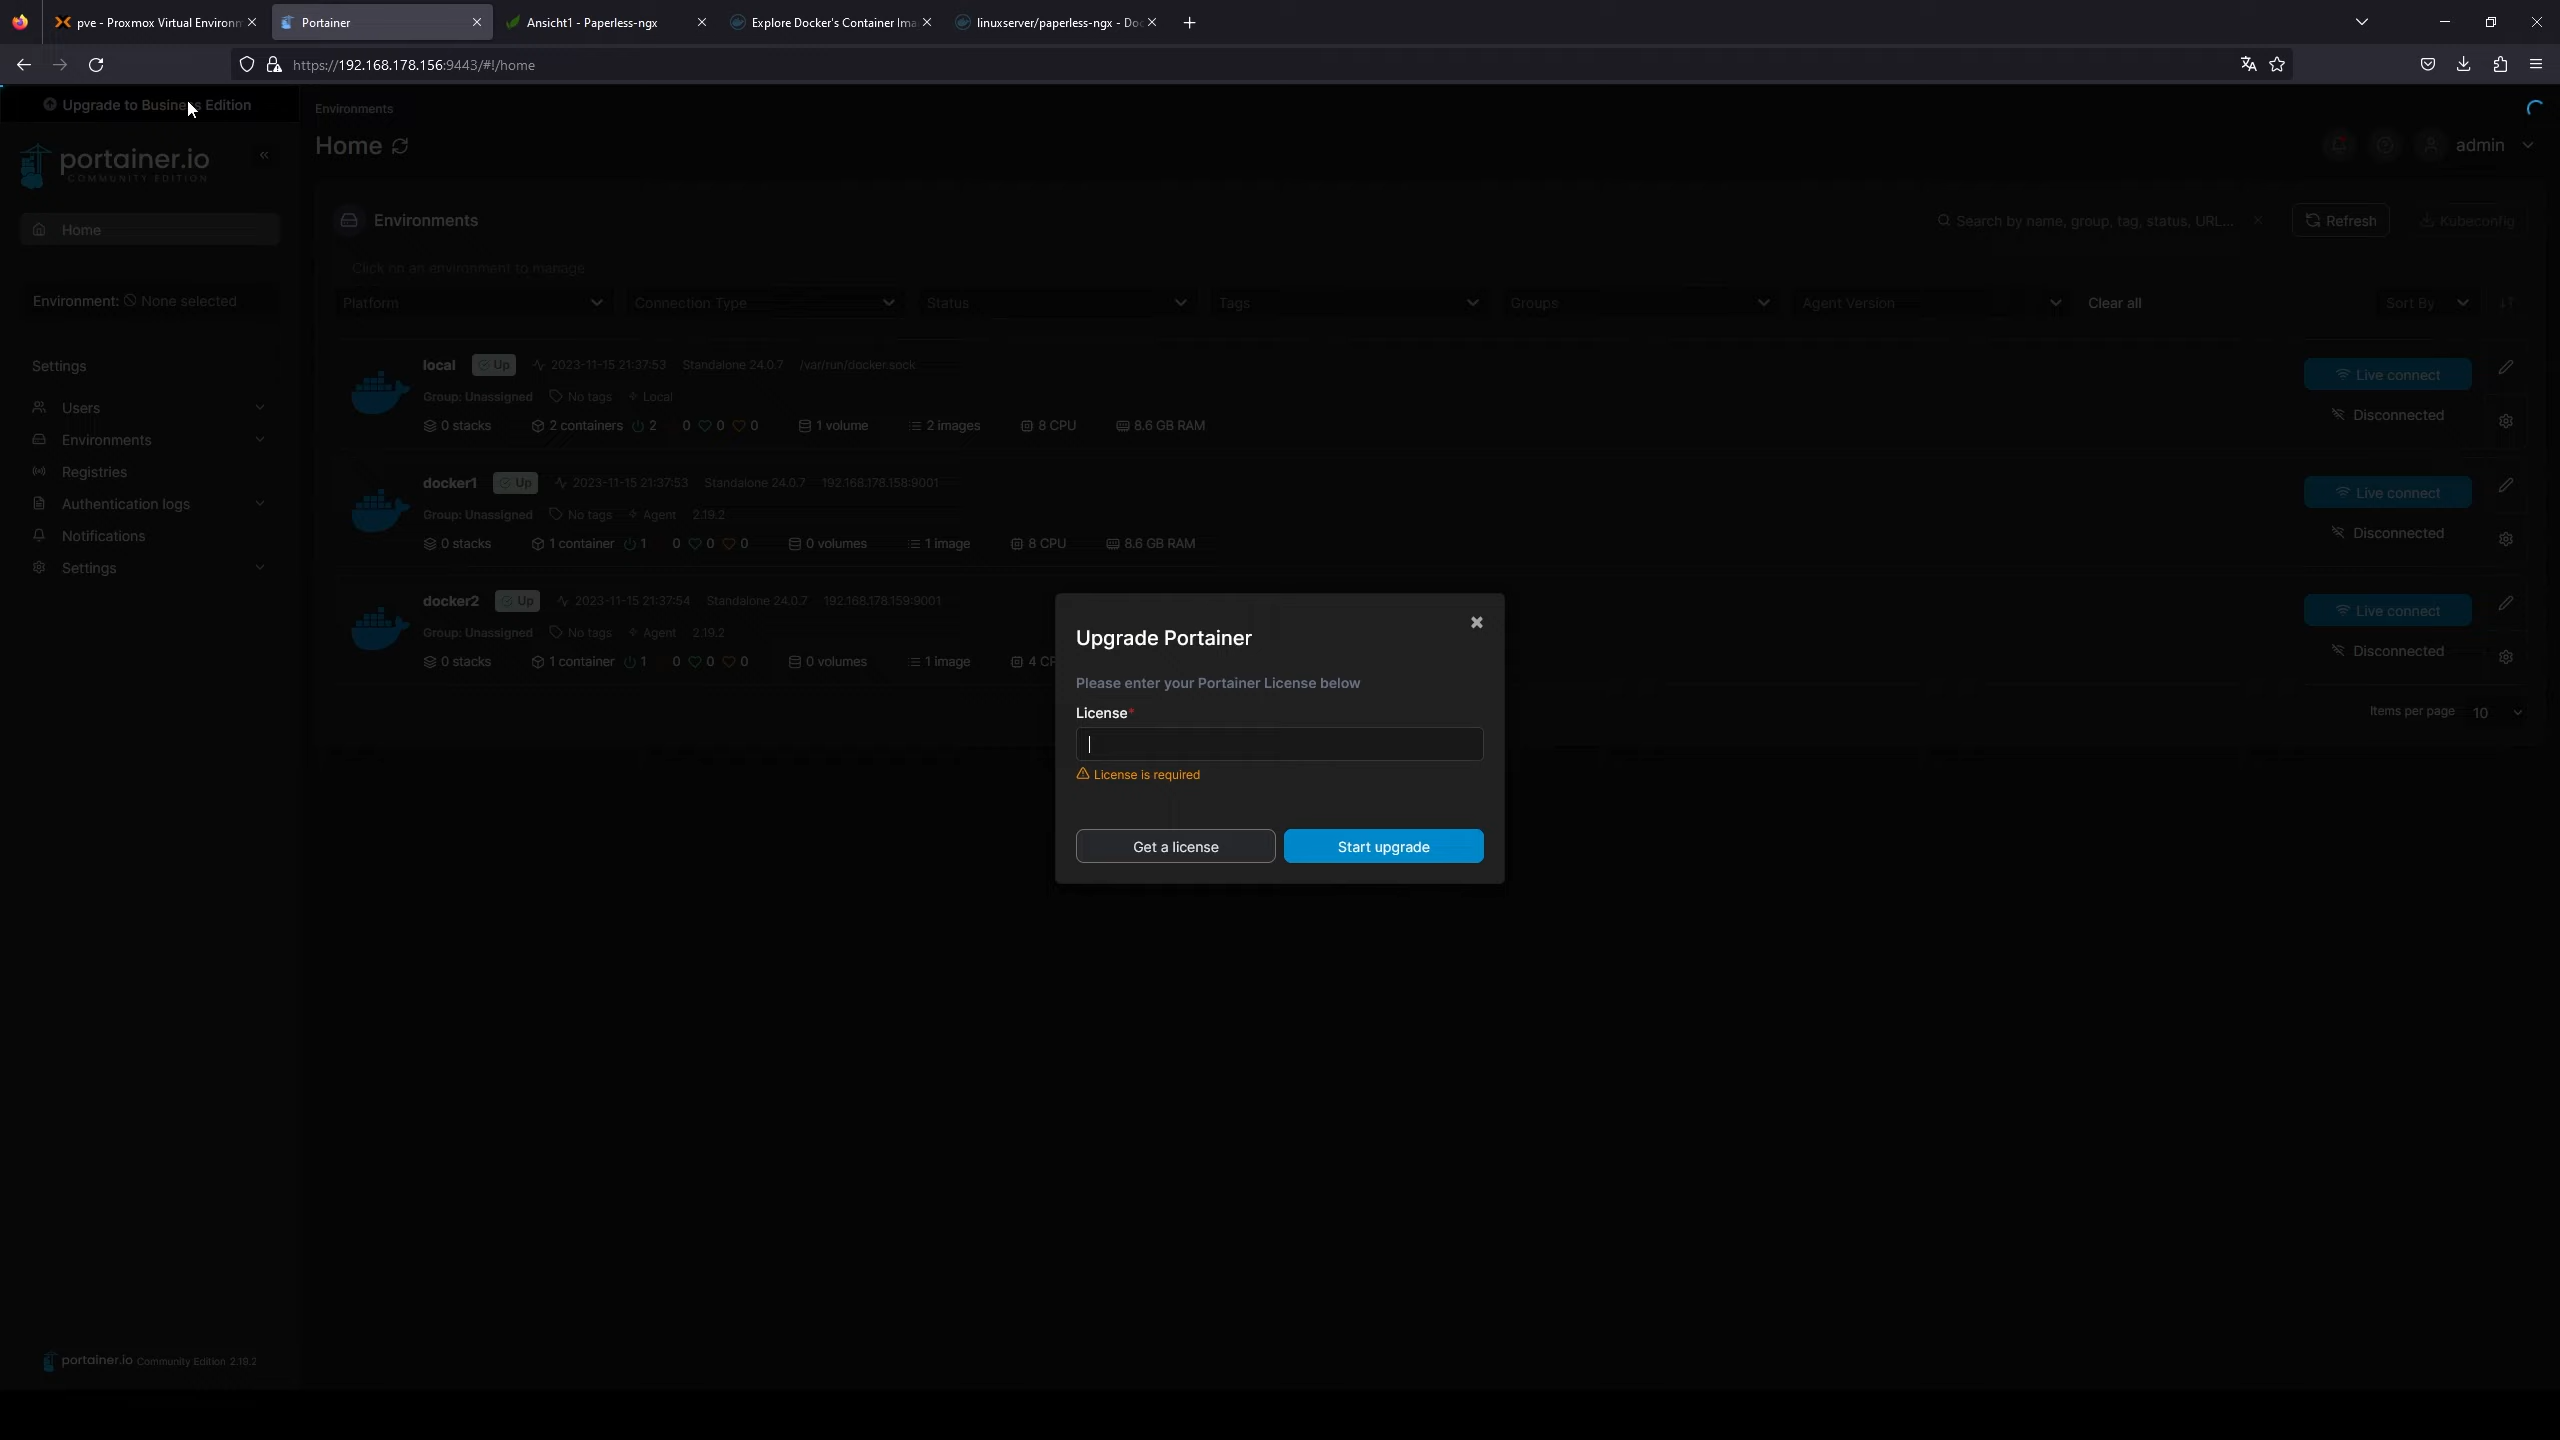 pve - Proxmox Virtual Environm
Portainer
Ansicht1 - Paperless-ngx
Explore Docker's Container Ima
linuxserver/paperless-ngx - Doc
https://192.168.178.156:9443/#!/home
Upgrade to Business Edition
portainer.io
COMMUNITY EDITION
Home
Environment: None selected
Settings
Users
Environments
Registries
Authentication logs
Notifications
Settings
portainer.io Community Edition 2.19.2
Environments
Home
admin
Environments
Search by name, group, tag, status, URL...
Refresh
Kubeconfig
Click on an environment to manage
Platform
Connection Type
Status
Tags
Groups
Agent Version
Clear all
Sort By
local Up 2023-11-15 21:37:53 Standalone 24.0.7 /var/run/docker.sock
Group: Unassigned No tags Local
0 stacks 2 containers 2 0 0 0 1 volume 2 images 8 CPU 8.6 GB RAM
Live connect
Disconnected
docker1 Up 2023-11-15 21:37:53 Standalone 24.0.7 192.168.178.158:9001
Group: Unassigned No tags Agent 2.19.2
0 stacks 1 container 1 0 0 0 0 volumes 1 image 8 CPU 8.6 GB RAM
Live connect
Disconnected
docker2 Up 2023-11-15 21:37:54 Standalone 24.0.7 192.168.178.159:9001
Group: Unassigned No tags Agent 2.19.2
0 stacks 1 container 1 0 0 0 0 volumes 1 image 4 CP
Live connect
Disconnected
Items per page 10
Upgrade Portainer
Please enter your Portainer License below
License*
License is required
Get a license
Start upgrade